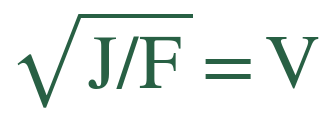 √J/F = V